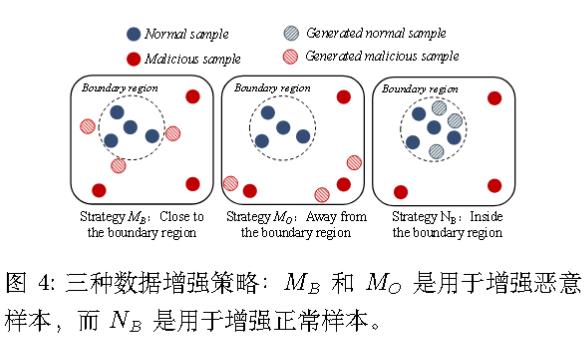 Normal sample
Generated normal sample
Malicious sample
Generated malicious sample
Boundary region
Boundary region
Boundary region
Strategy M_B：Close to
the boundary region
Strategy M_O：Away from
the boundary region
Strategy N_B：Inside
the boundary region
图 4: 三种数据增强策略：M_B 和 M_O 是用于增强恶意
样本，而 N_B 是用于增强正常样本。